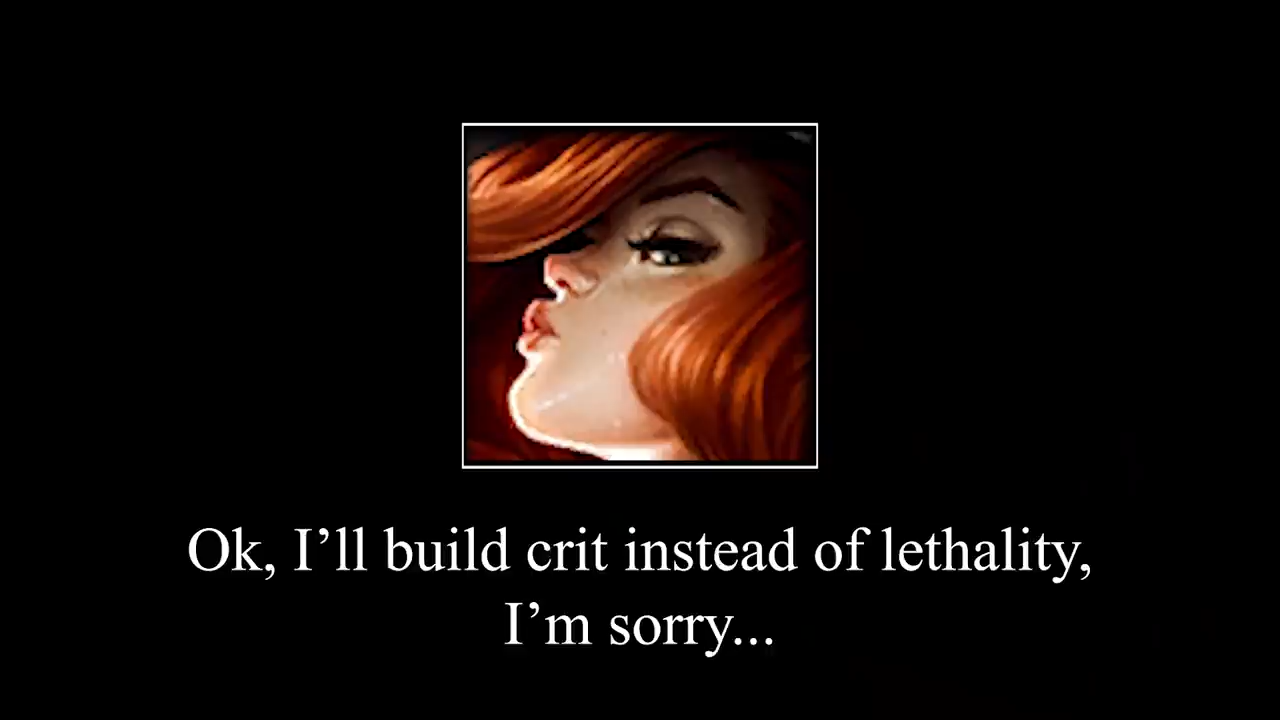 Ok, I’ll build crit instead of lethality,
I’m sorry...